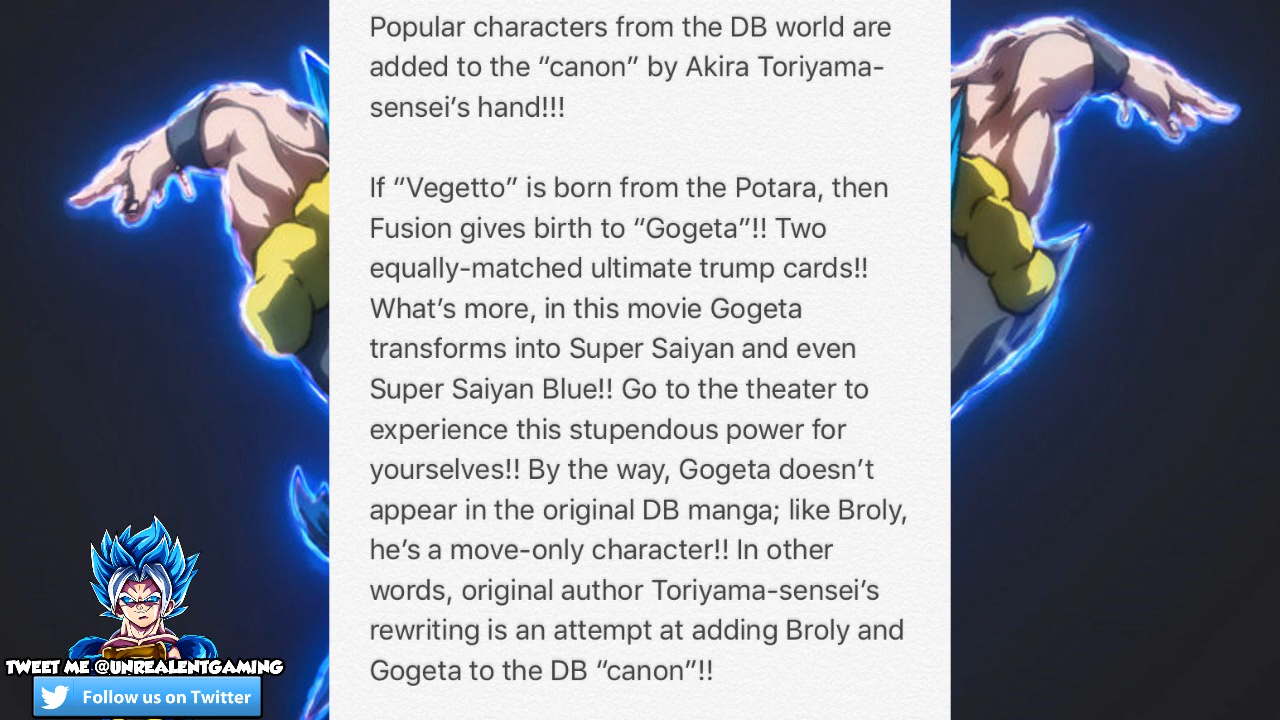 Popular characters from the DB world are
added to the “canon” by Akira Toriyama-
sensei’s hand!!!
If “Vegetto” is born from the Potara, then
Fusion gives birth to “Gogeta”!! Two
equally-matched ultimate trump cards!!
What’s more, in this movie Gogeta
transforms into Super Saiyan and even
Super Saiyan Blue!! Go to the theater to
experience this stupendous power for
yourselves!! By the way, Gogeta doesn’t
appear in the original DB manga; like Broly,
he’s a move-only character!! In other
words, original author Toriyama-sensei’s
rewriting is an attempt at adding Broly and
Gogeta to the DB “canon”!!
TWEET ME @UNREALENTGAMING
Follow us on Twitter